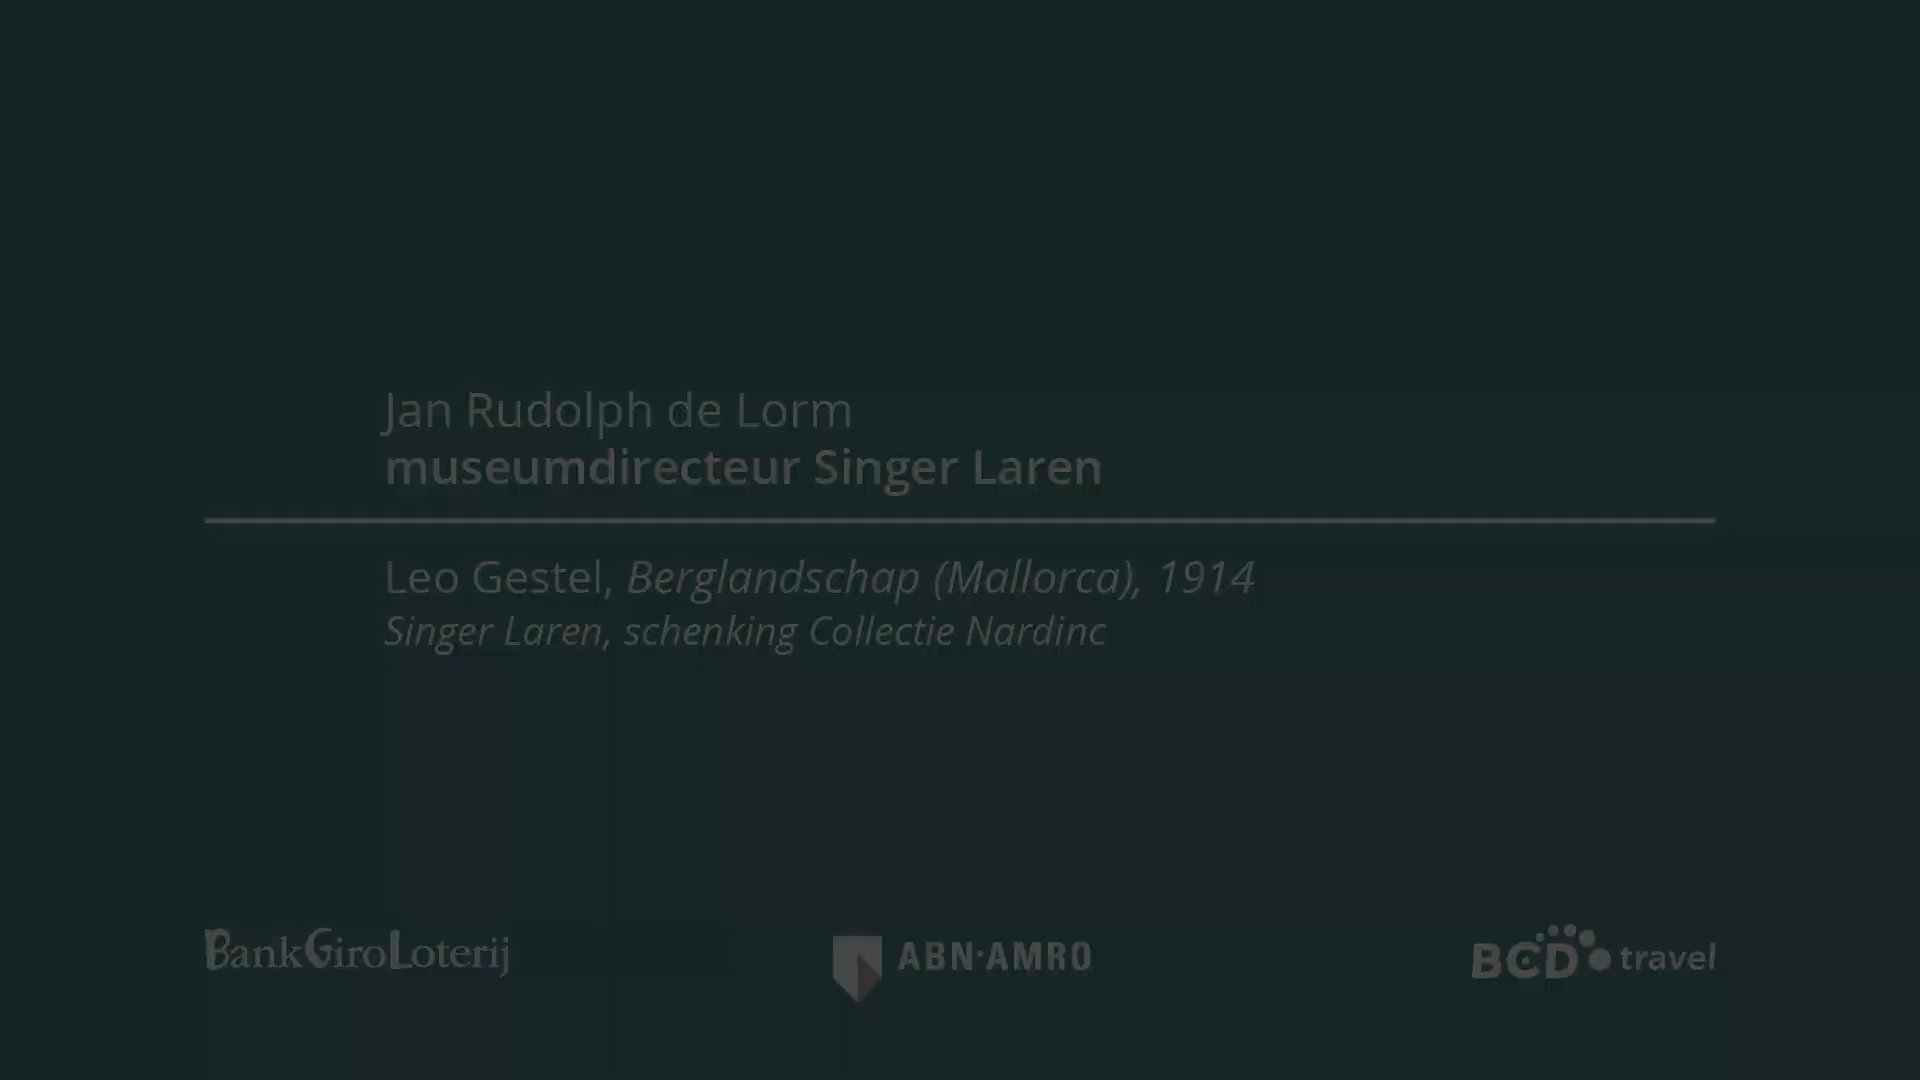 Jan Rudolph de Lorm
museumdirecteur Singer Laren
Leo Gestel, Berglandschap (Mallorca), 1914
Singer Laren, schenking Collectie Nardinc
BankGiroLoterij
ABN·AMRO
BCD travel